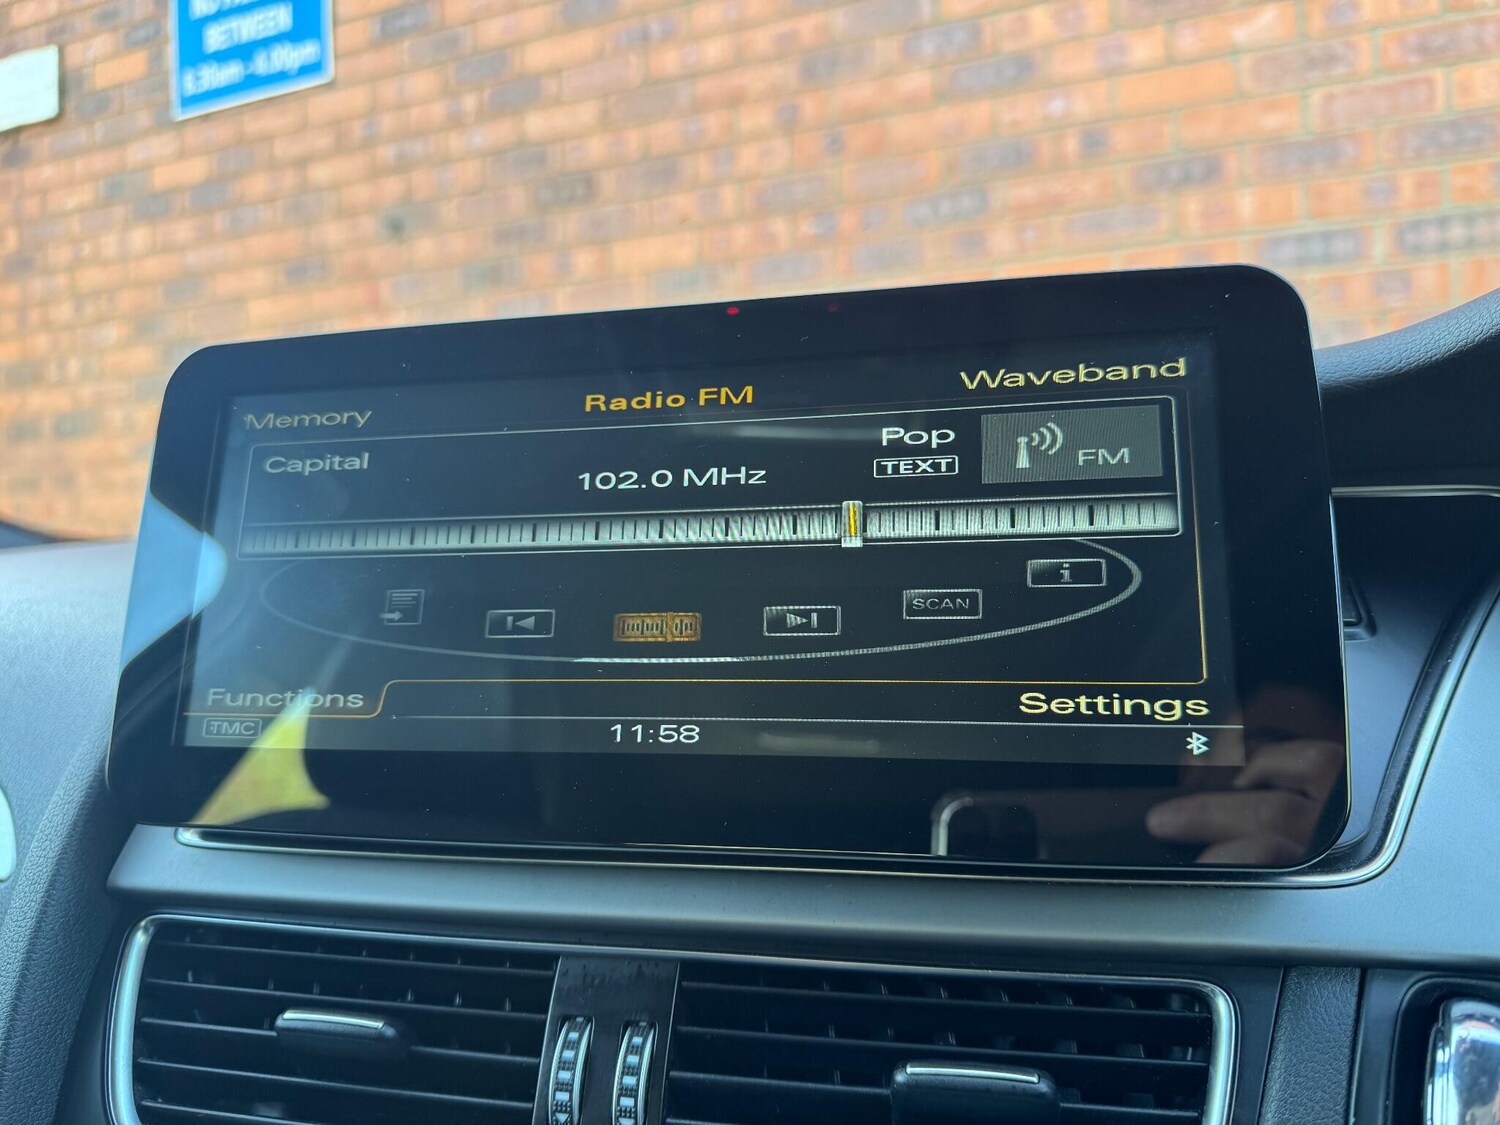 BETWEEN
Memory
Radio FM
Waveband
Capital
102.0 MHz
Pop
TEXT
FM
i
SCAN
Functions
Settings
TMC
11:58